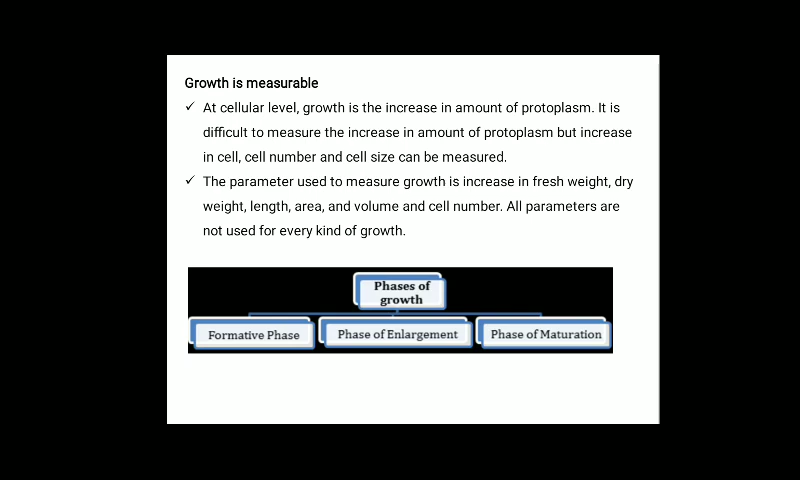 Growth is measurable
✓ At cellular level, growth is the increase in amount of protoplasm. It is
difficult to measure the increase in amount of protoplasm but increase
in cell, cell number and cell size can be measured.
✓ The parameter used to measure growth is increase in fresh weight, dry
weight, length, area, and volume and cell number. All parameters are
not used for every kind of growth.
Phases of
growth
Formative Phase
Phase of Enlargement
Phase of Maturation